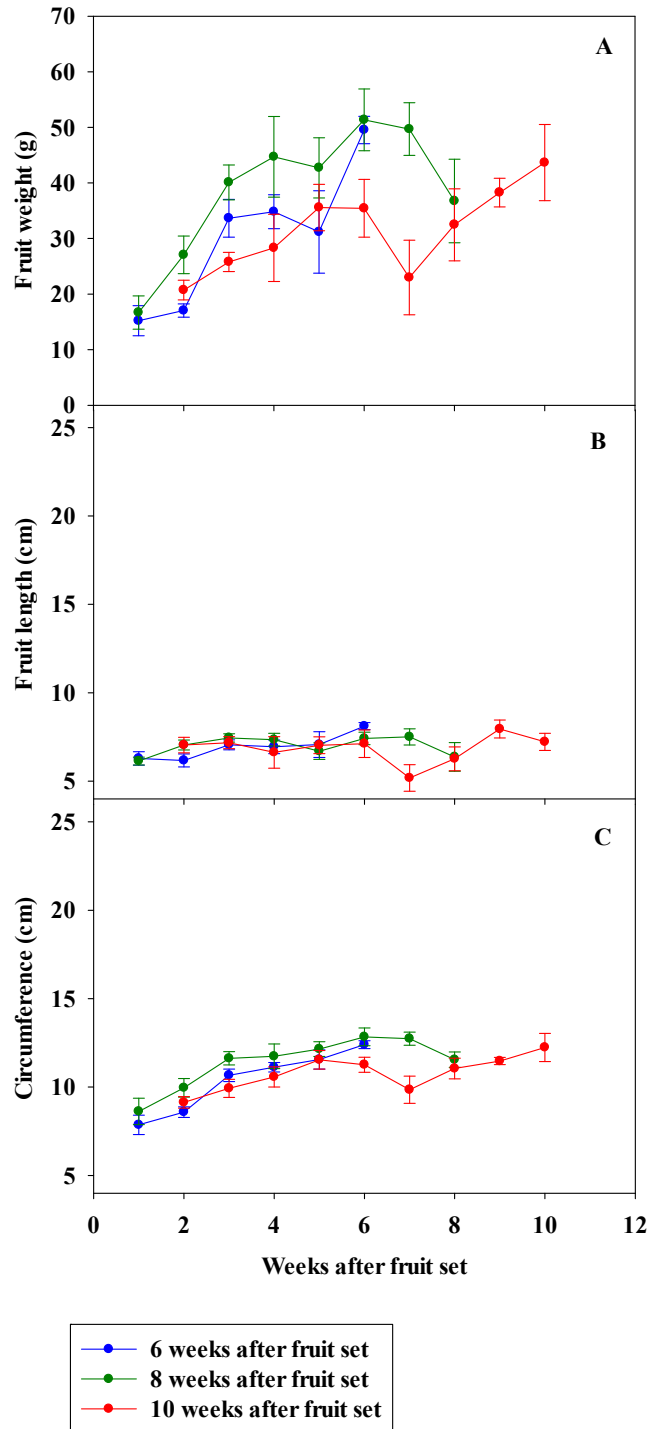 70
60
50
40
30
20
10
0
Fruit weight (g)
A
25
20
15
10
5
Fruit length (cm)
B
25
20
15
10
5
Circumference (cm)
C
0 2 4 6 8 10 12
Weeks after fruit set
6 weeks after fruit set
8 weeks after fruit set
10 weeks after fruit set